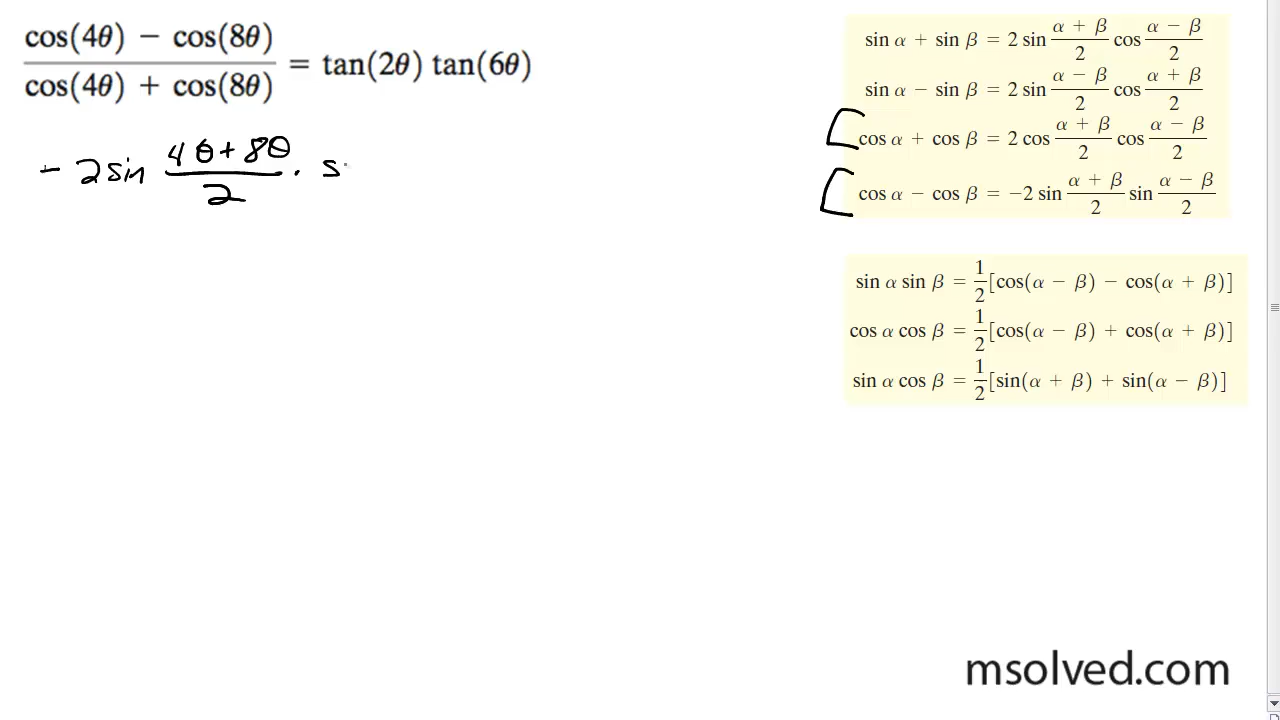 cos(4θ) − cos(8θ)
cos(4θ) + cos(8θ)
= tan(2θ) tan(6θ)
− 2 sin (4θ + 8θ)/2 · s
sin α + sin β = 2 sin (α + β)/2 cos (α − β)/2
sin α − sin β = 2 sin (α − β)/2 cos (α + β)/2
cos α + cos β = 2 cos (α + β)/2 cos (α − β)/2
cos α − cos β = −2 sin (α + β)/2 sin (α − β)/2
sin α sin β = 1/2[cos(α − β) − cos(α + β)]
cos α cos β = 1/2[cos(α − β) + cos(α + β)]
sin α cos β = 1/2[sin(α + β) + sin(α − β)]
msolved.com